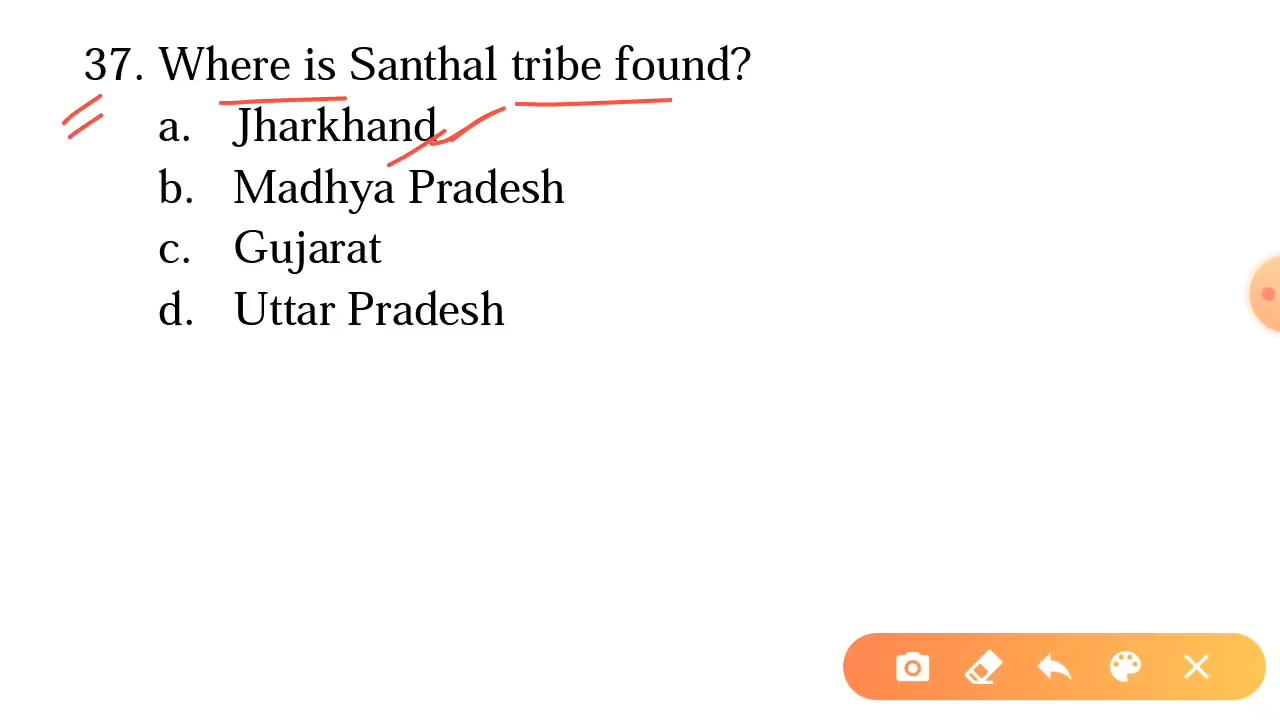 37. Where is Santhal tribe found?
a. Jharkhand
b. Madhya Pradesh
c. Gujarat
d. Uttar Pradesh